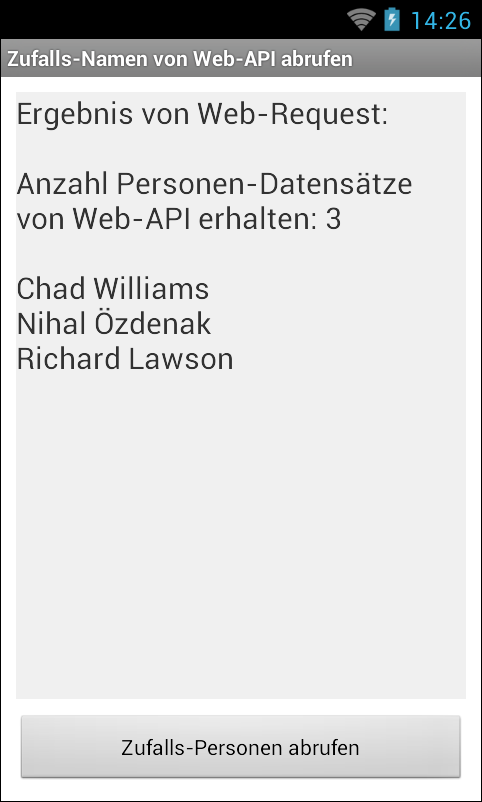 14:26
Zufalls-Namen von Web-API abrufen
Ergebnis von Web-Request:
Anzahl Personen-Datensätze
von Web-API erhalten: 3
Chad Williams
Nihal Özdenak
Richard Lawson
Zufalls-Personen abrufen